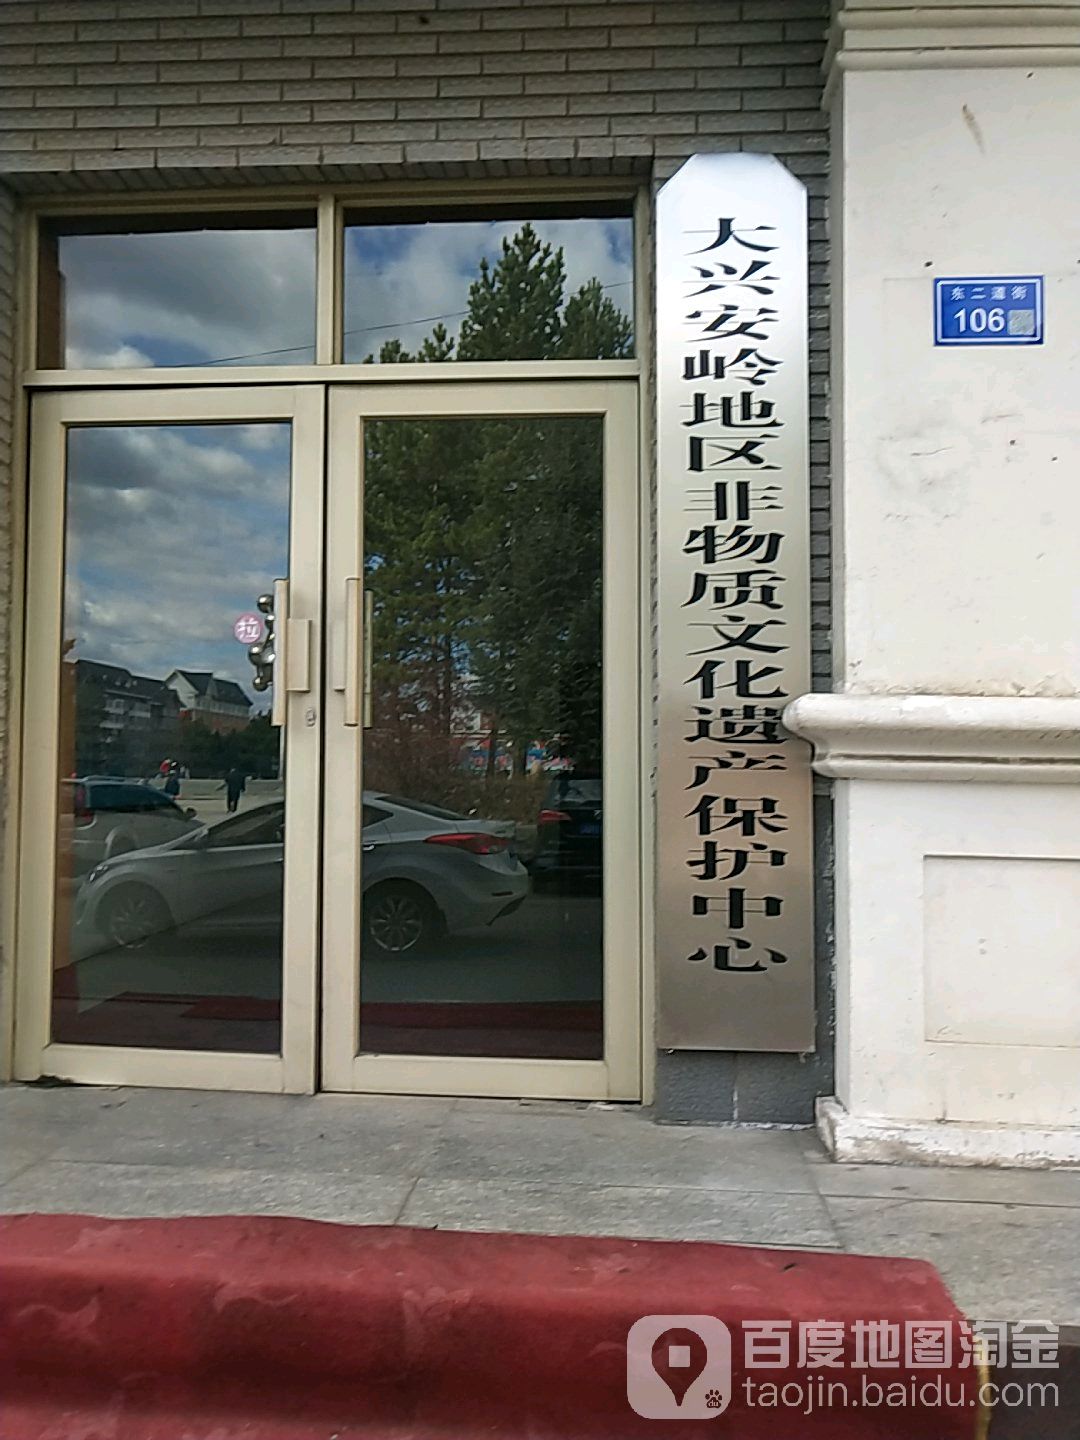 大兴安岭地区非物质文化遗产保护中心
东二道街
106
拉
百度地图淘金
du
taojin.baidu.com